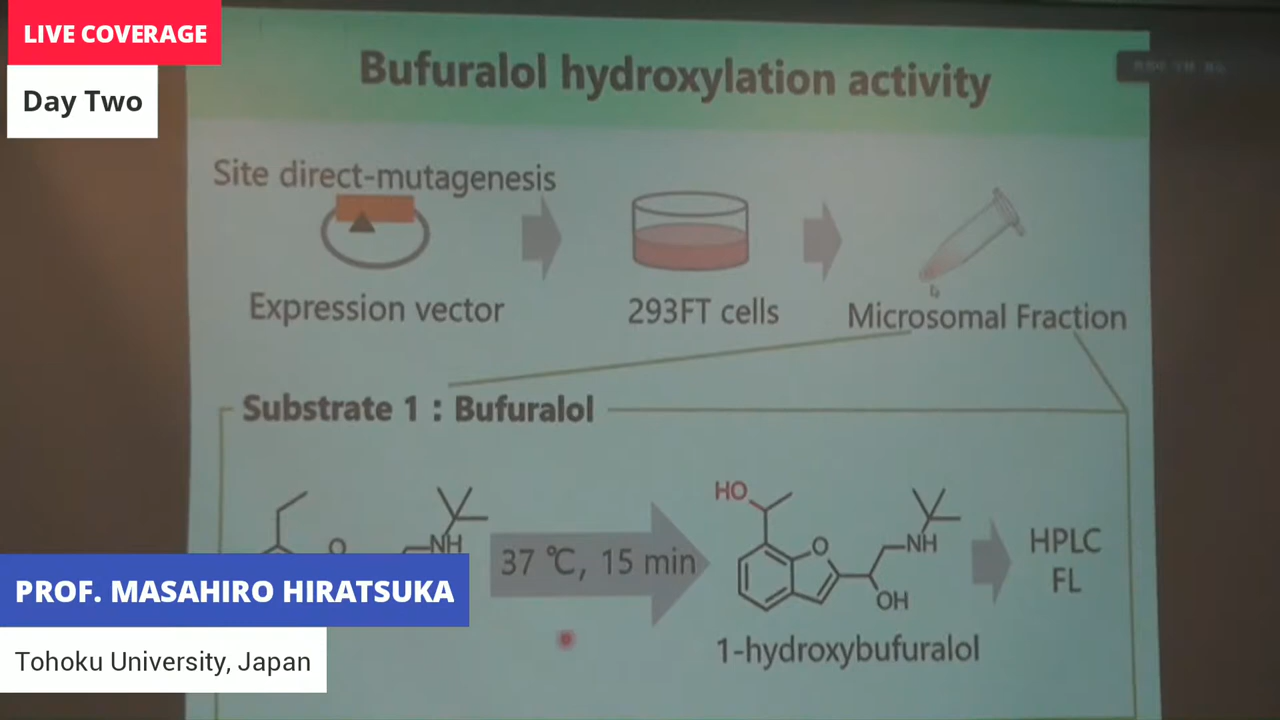 LIVE COVERAGE
Day Two
Bufuralol hydroxylation activity
Site direct-mutagenesis
Expression vector
293FT cells
Microsomal Fraction
Substrate 1 : Bufuralol
O
NH
37 ℃, 15 min
HO
O
NH
OH
1-hydroxybufuralol
HPLC
FL
PROF. MASAHIRO HIRATSUKA
Tohoku University, Japan